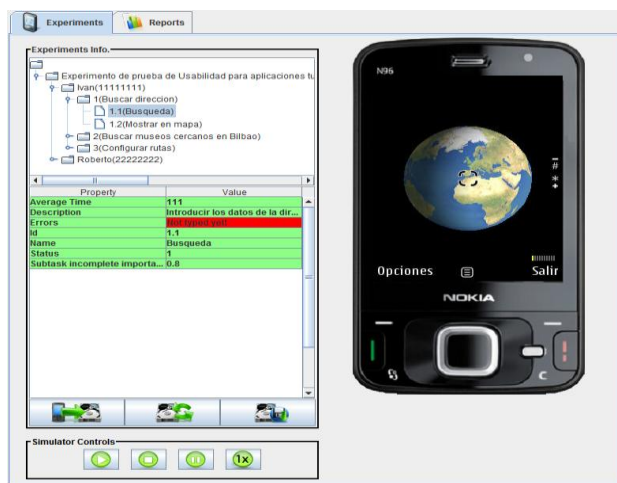 Experiments
Reports
Experiments Info.
Experimento de prueba de Usabilidad para aplicaciones tu
Ivan(11111111)
1(Buscar direccion)
1.1(Busqueda)
1.2(Mostrar en mapa)
2(Buscar museos cercanos en Bilbao)
3(Configurar rutas)
Roberto(22222222)
Property Value
Average Time 111
Description Introducir los datos de la dir...
Errors Not typed yet!
Id 1.1
Name Busqueda
Status 1
Subtask incomplete importa... 0.8
Simulator Controls
1x
N96
#
*
Opciones Salir
NOKIA
C